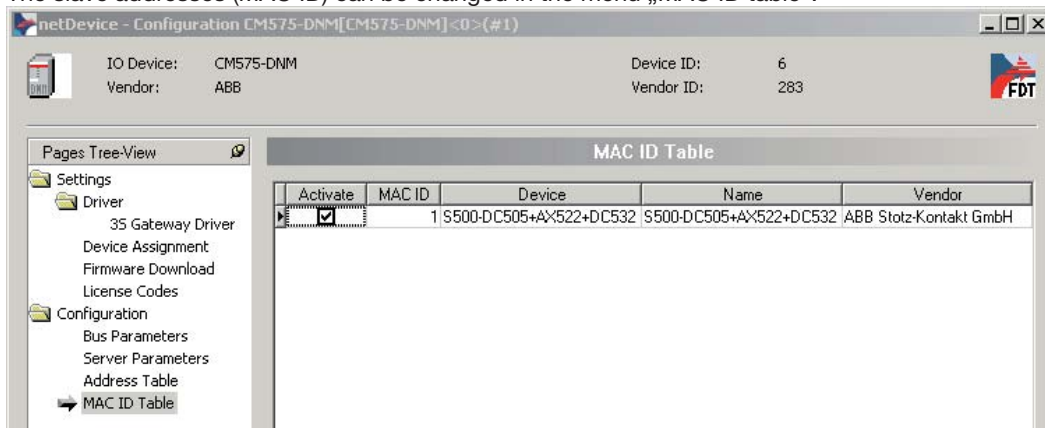 The slave addresses (MAC ID) can be changed in the menu „MAC ID table".
netDevice - Configuration CM575-DNM[CM575-DNM]<0>(#1)
IO Device: CM575-DNM Device ID: 6
Vendor: ABB Vendor ID: 283
DNM
FDT
Pages Tree-View
MAC ID Table
Settings
Driver
3S Gateway Driver
Device Assignment
Firmware Download
License Codes
Configuration
Bus Parameters
Server Parameters
Address Table
MAC ID Table
Activate MAC ID Device Name Vendor
1 S500-DC505+AX522+DC532 S500-DC505+AX522+DC532 ABB Stotz-Kontakt GmbH